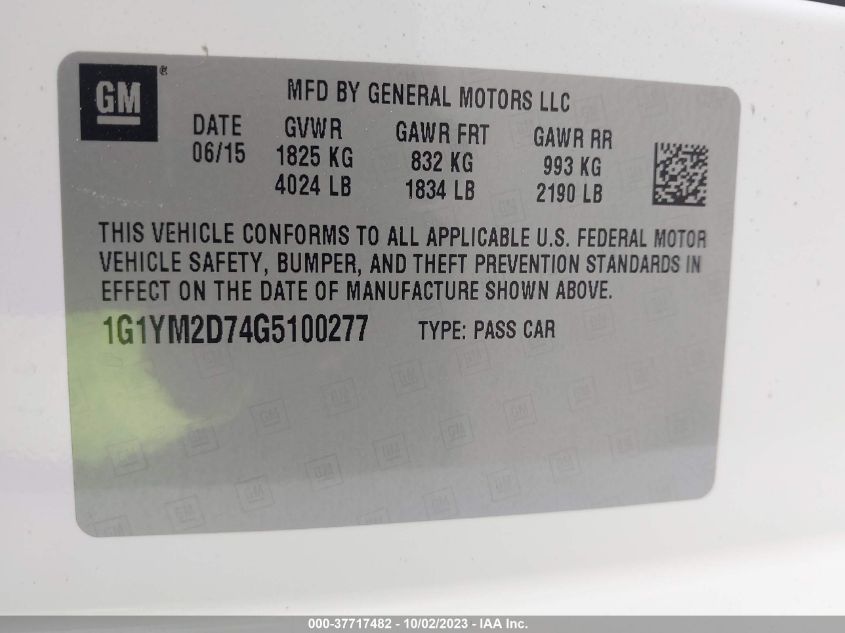 GM ®
MFD BY GENERAL MOTORS LLC
DATE GVWR GAWR FRT GAWR RR
06/15 1825 KG 832 KG 993 KG
4024 LB 1834 LB 2190 LB
THIS VEHICLE CONFORMS TO ALL APPLICABLE U.S. FEDERAL MOTOR
VEHICLE SAFETY, BUMPER, AND THEFT PREVENTION STANDARDS IN
EFFECT ON THE DATE OF MANUFACTURE SHOWN ABOVE.
1G1YM2D74G5100277 TYPE: PASS CAR
000-37717482 - 10/02/2023 - IAA Inc.